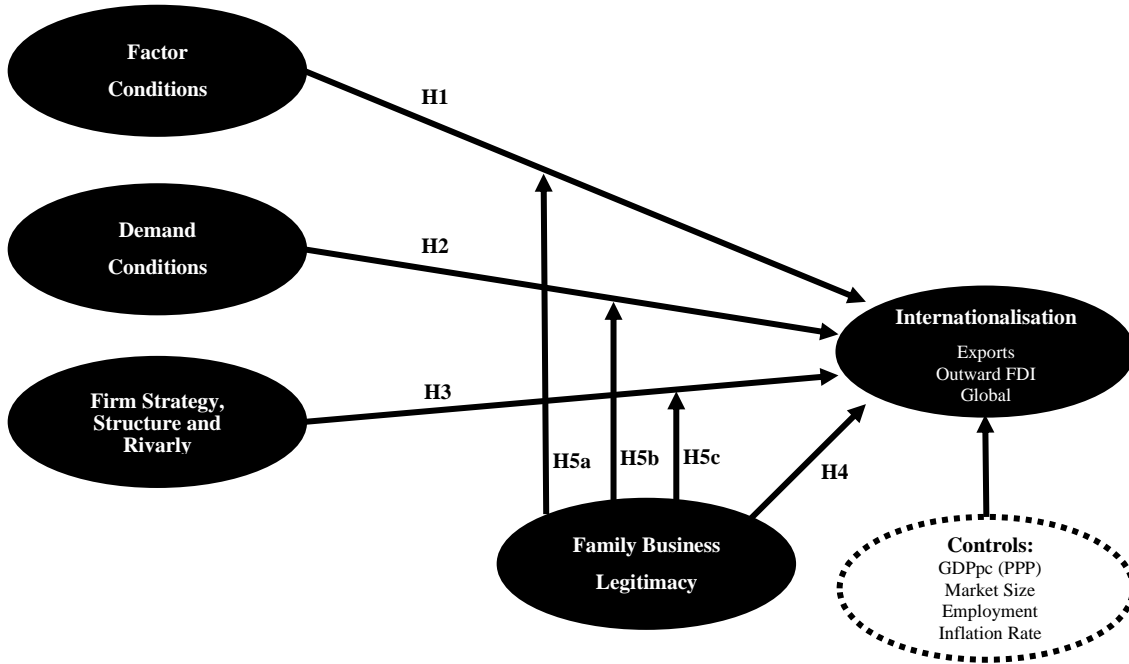 Factor
Conditions
H1
Demand
Conditions
H2
Internationalisation
Exports
Outward FDI
Global
Firm Strategy,
Structure and
Rivarly
H3
H5a
H5b
H5c
H4
Family Business
Legitimacy
Controls:
GDPpc (PPP)
Market Size
Employment
Inflation Rate